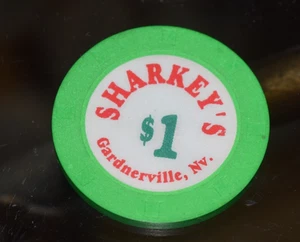 SHARKEY'S
$1
Gardnerville, Nv.